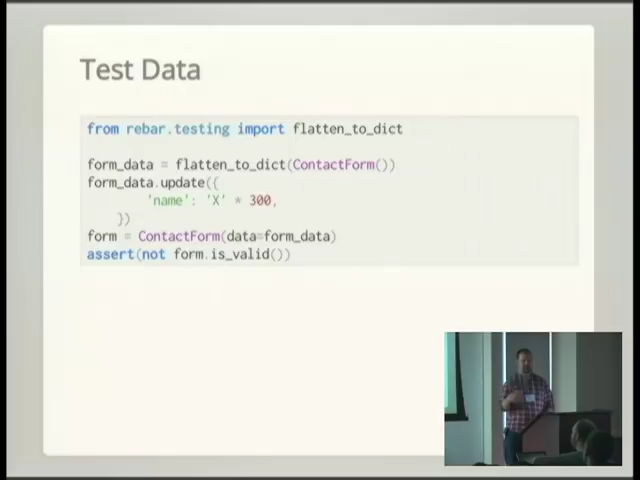 Test Data
from rebar.testing import flatten_to_dict
form_data = flatten_to_dict(ContactForm())
form_data.update({
'name': 'X' * 300,
})
form = ContactForm(data=form_data)
assert(not form.is_valid())